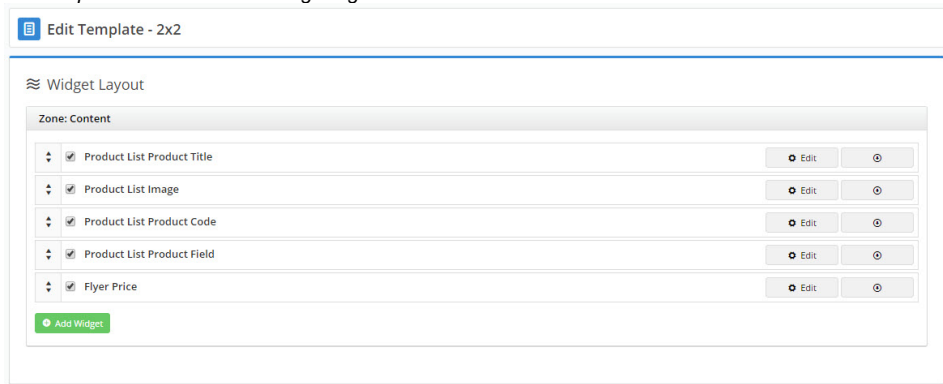 Edit Template - 2x2
Widget Layout
Zone: Content
Product List Product Title Edit
Product List Image Edit
Product List Product Code Edit
Product List Product Field Edit
Flyer Price Edit
Add Widget